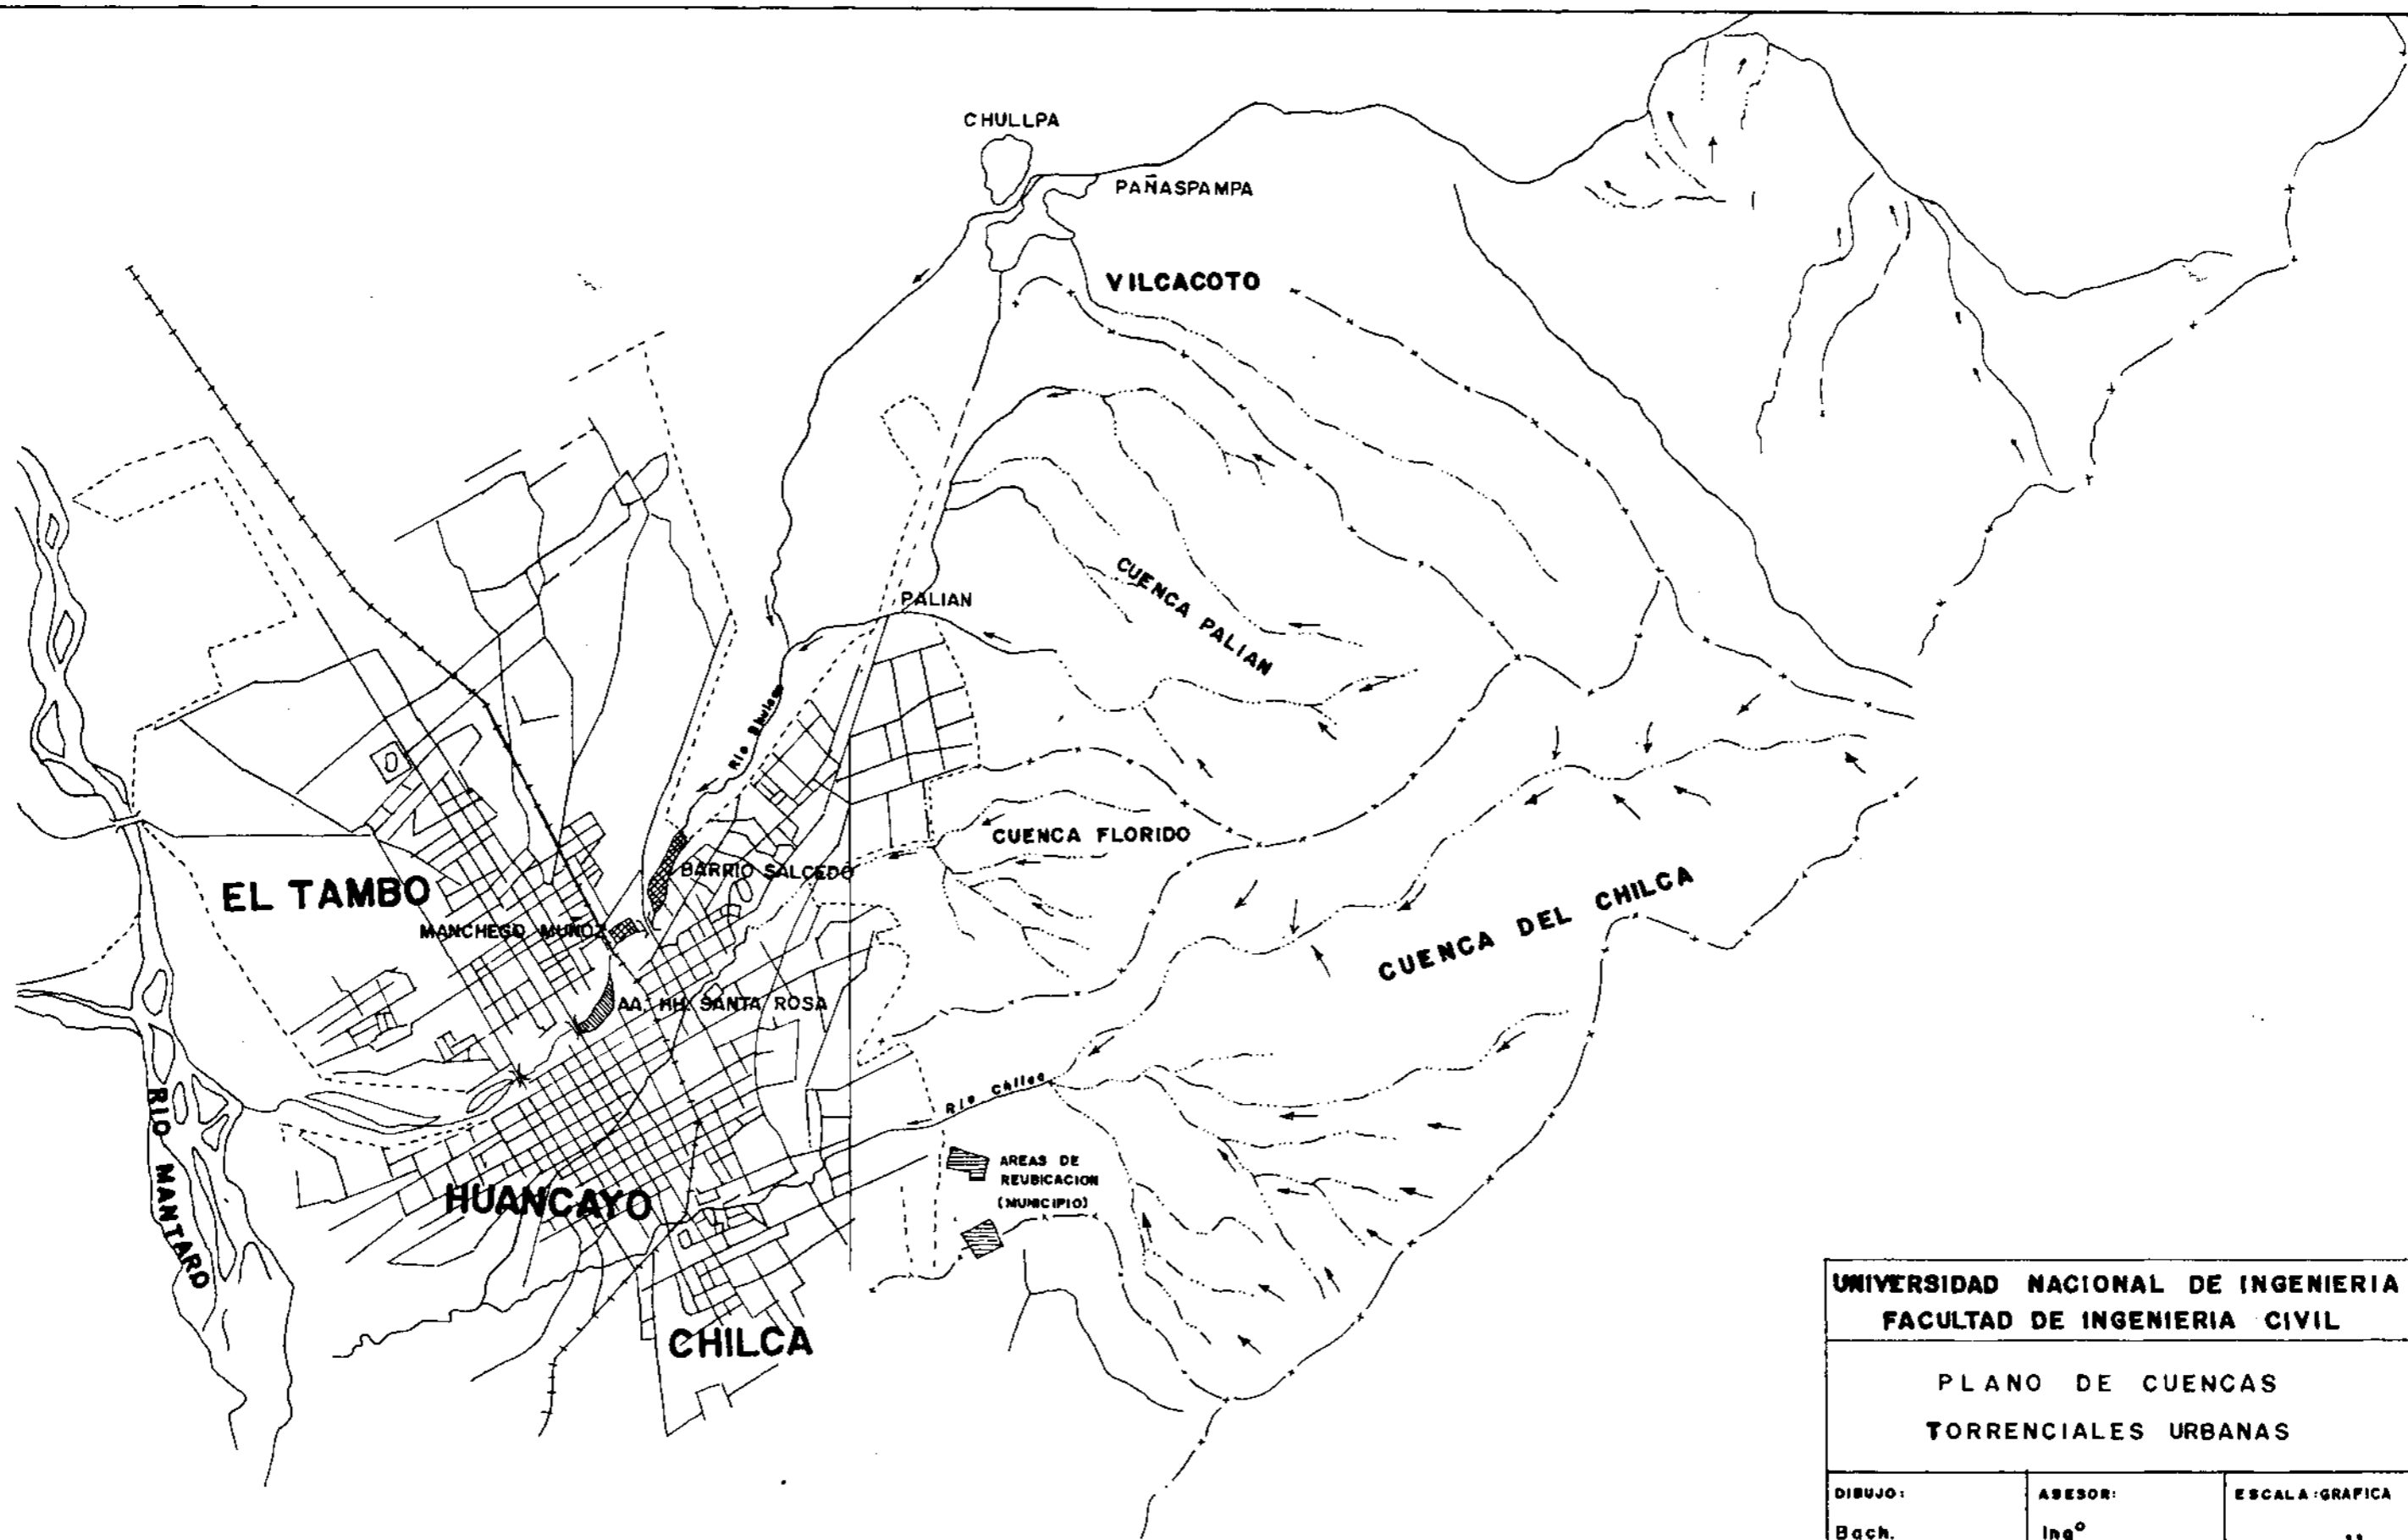 CHULLPA
PAÑASPAMPA
VILCACOTO
PALIAN
CUENCA PALIAN
Rio Shulcas
CUENCA FLORIDO
BARRIO SALCEDO
EL TAMBO
MANCHEGO MUÑOZ
CUENCA DEL CHILCA
AA. HH. SANTA ROSA
Rio Chilca
RIO MANTARO
AREAS DE
REUBICACION
(MUNICIPIO)
HUANCAYO
CHILCA
UNIVERSIDAD NACIONAL DE INGENIERIA
FACULTAD DE INGENIERIA CIVIL
PLANO DE CUENCAS
TORRENCIALES URBANAS
DIBUJO:
Bach.
ASESOR:
Ingº
ESCALA:GRAFICA